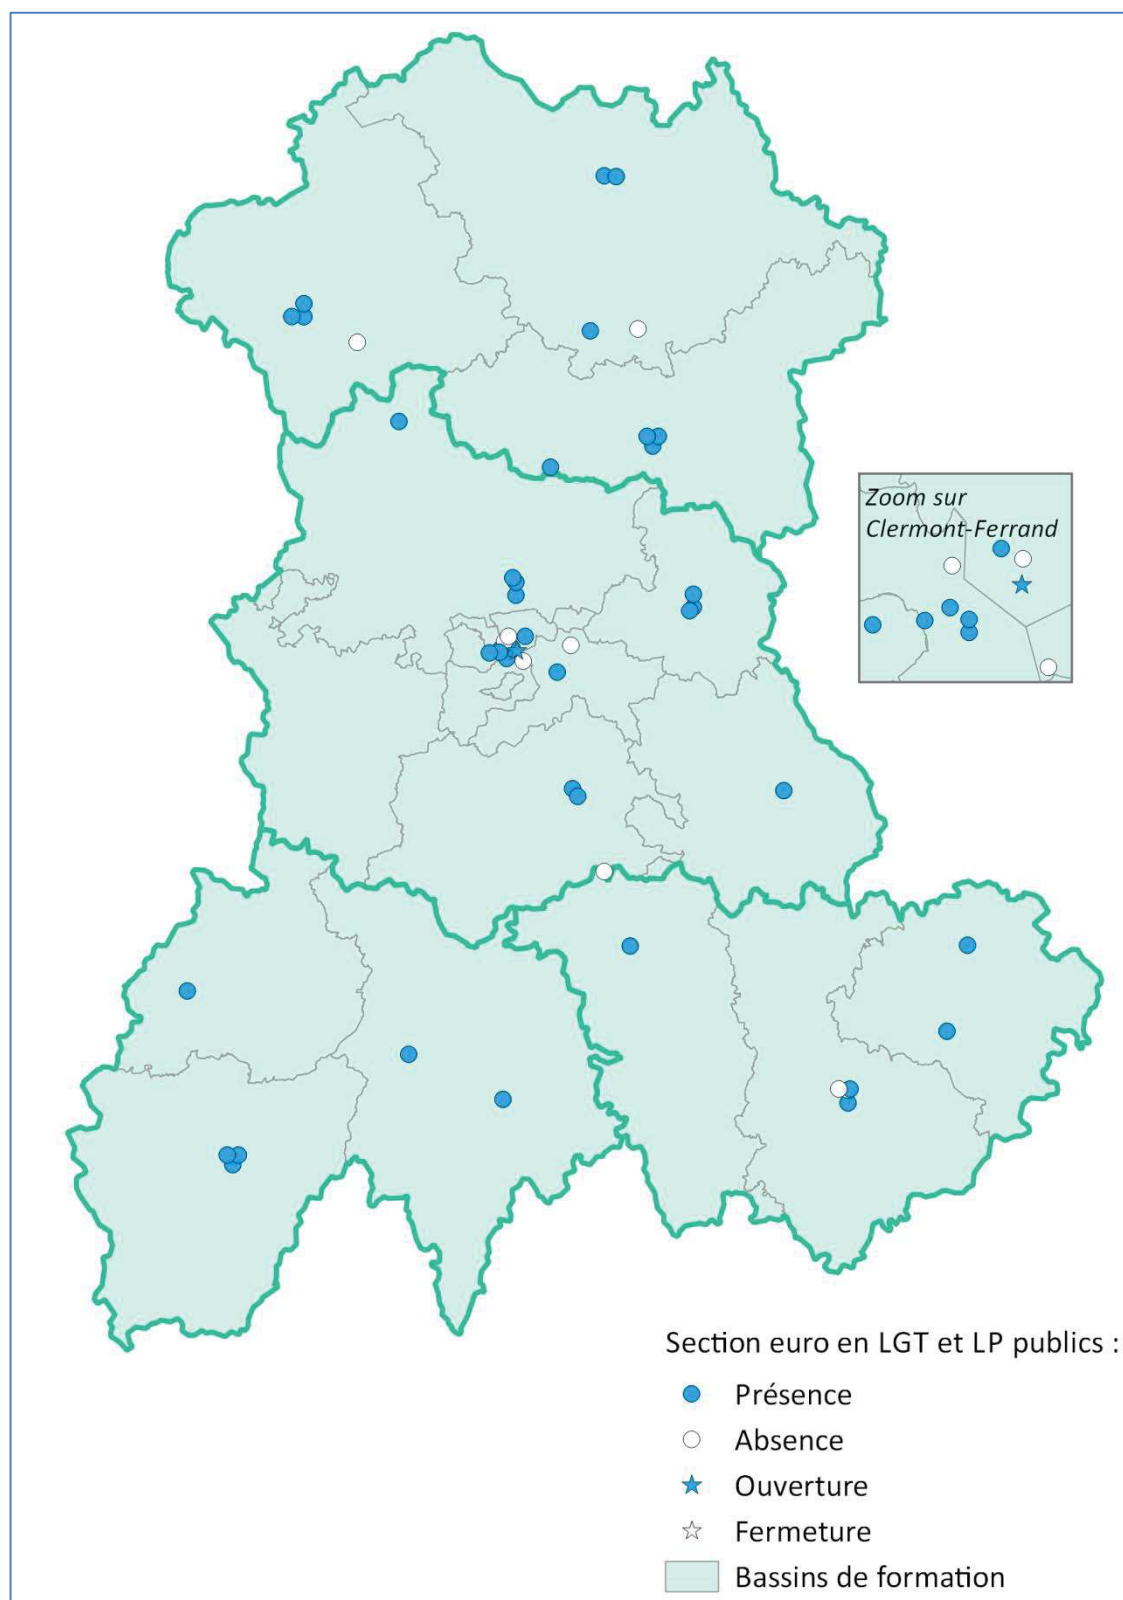 Zoom sur
Clermont-Ferrand
Section euro en LGT et LP publics :
Présence
Absence
Ouverture
Fermeture
Bassins de formation